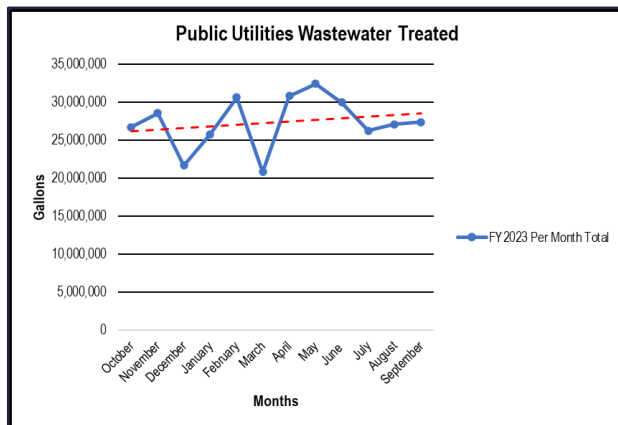 Public Utilities Wastewater Treated
35,000,000
30,000,000
25,000,000
20,000,000
15,000,000
10,000,000
5,000,000
0
Gallons
October
November
December
January
February
March
April
May
June
July
August
September
Months
FY2023 Per Month Total